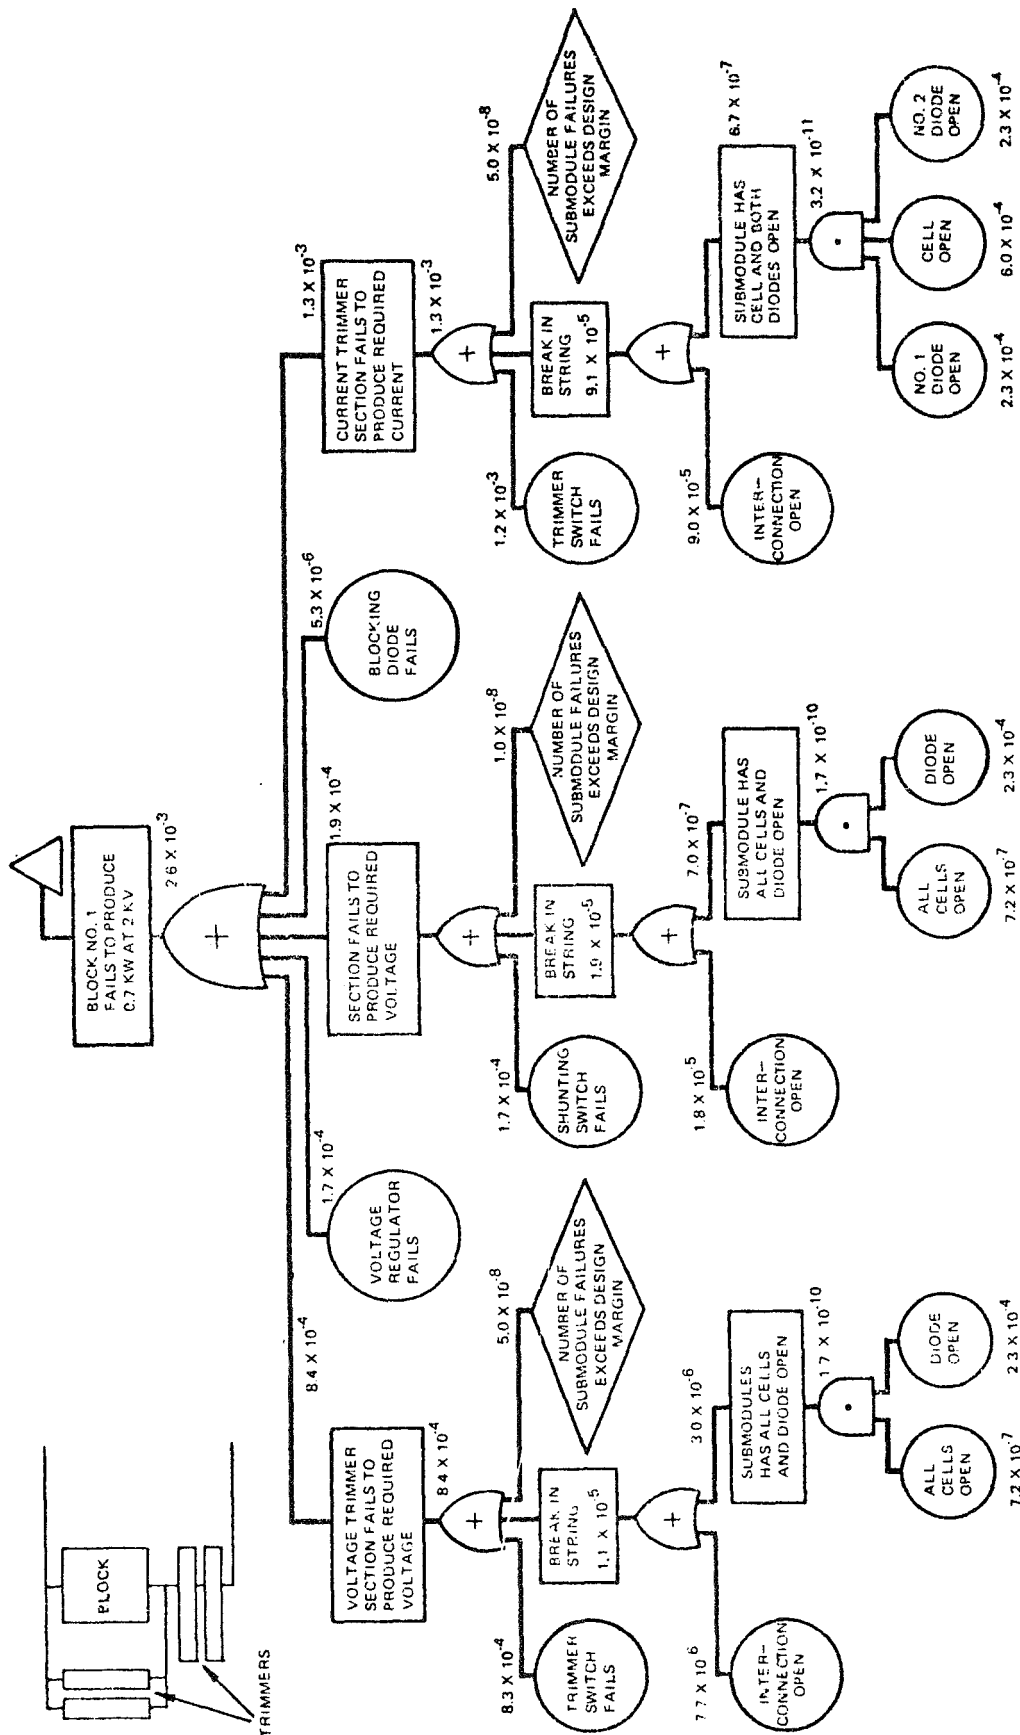 BLOCK NO. 1
FAILS TO PRODUCE
0.7 KW AT 2 KV
2.6 X 10-3
PLOCK
TRIMMERS
8.4 X 10-4
1.7 X 10-4
1.9 X 10-4
5.3 X 10-6
1.3 X 10-3
VOLTAGE TRIMMER
SECTION FAILS TO
PRODUCE REQUIRED
VOLTAGE
8.4 X 10-4
VOLTAGE
REGULATOR
FAILS
SECTION FAILS TO
PRODUCE REQUIRED
VOLTAGE
BLOCKING
DIODE
FAILS
CURRENT TRIMMER
SECTION FAILS TO
PRODUCE REQUIRED
CURRENT
1.3 X 10-3
8.3 X 10-4
TRIMMER
SWITCH
FAILS
BREAK IN
STRING
1.1 X 10-5
5.0 X 10-8
NUMBER OF
SUBMODULE FAILURES
EXCEEDS DESIGN
MARGIN
1.7 X 10-4
SHUNTING
SWITCH
FAILS
BREAK IN
STRING
1.9 X 10-5
1.0 X 10-8
NUMBER OF
SUBMODULE FAILURES
EXCEEDS DESIGN
MARGIN
1.2 X 10-3
TRIMMER
SWITCH
FAILS
BREAK IN
STRING
9.1 X 10-5
5.0 X 10-8
NUMBER OF
SUBMODULE FAILURES
EXCEEDS DESIGN
MARGIN
7.7 X 10-6
INTER-
CONNECTION
OPEN
3.0 X 10-6
SUBMODULES
HAS ALL CELLS
AND DIODE OPEN
1.7 X 10-10
1.8 X 10-5
INTER-
CONNECTION
OPEN
7.0 X 10-7
SUBMODULE HAS
ALL CELLS AND
DIODE OPEN
1.7 X 10-10
9.0 X 10-5
INTER-
CONNECTION
OPEN
6.7 X 10-7
SUBMODULE HAS
CELL AND BOTH
DIODES OPEN
3.2 X 10-11
ALL
CELLS
OPEN
7.2 X 10-7
DIODE
OPEN
2.3 X 10-4
ALL
CELLS
OPEN
7.2 X 10-7
DIODE
OPEN
2.3 X 10-4
NO. 1
DIODE
OPEN
2.3 X 10-4
CELL
OPEN
6.0 X 10-4
NO. 2
DIODE
OPEN
2.3 X 10-4